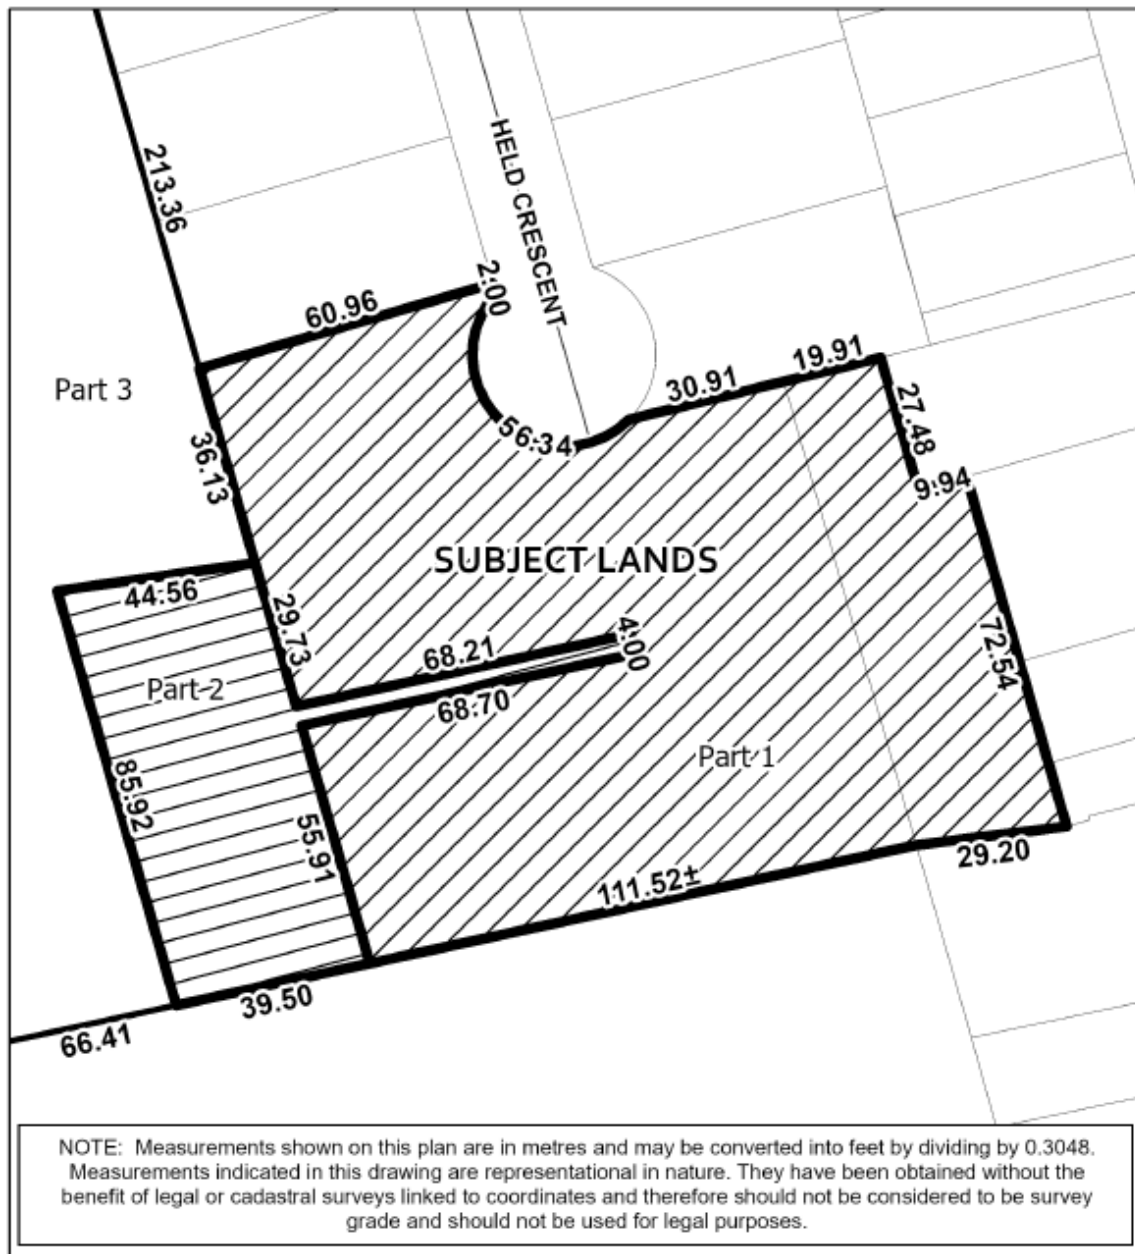 213.36
HELD CRESCENT
2.00
60.96
Part 3
19.91
30.91
27.48
36.13
56.34
9.94
SUBJECT LANDS
44.56
29.73
4.00
68.21
72.54
Part 2
68.70
Part 1
85.92
55.91
29.20
111.52±
39.50
66.41
NOTE: Measurements shown on this plan are in metres and may be converted into feet by dividing by 0.3048.
Measurements indicated in this drawing are representational in nature. They have been obtained without the
benefit of legal or cadastral surveys linked to coordinates and therefore should not be considered to be survey
grade and should not be used for legal purposes.